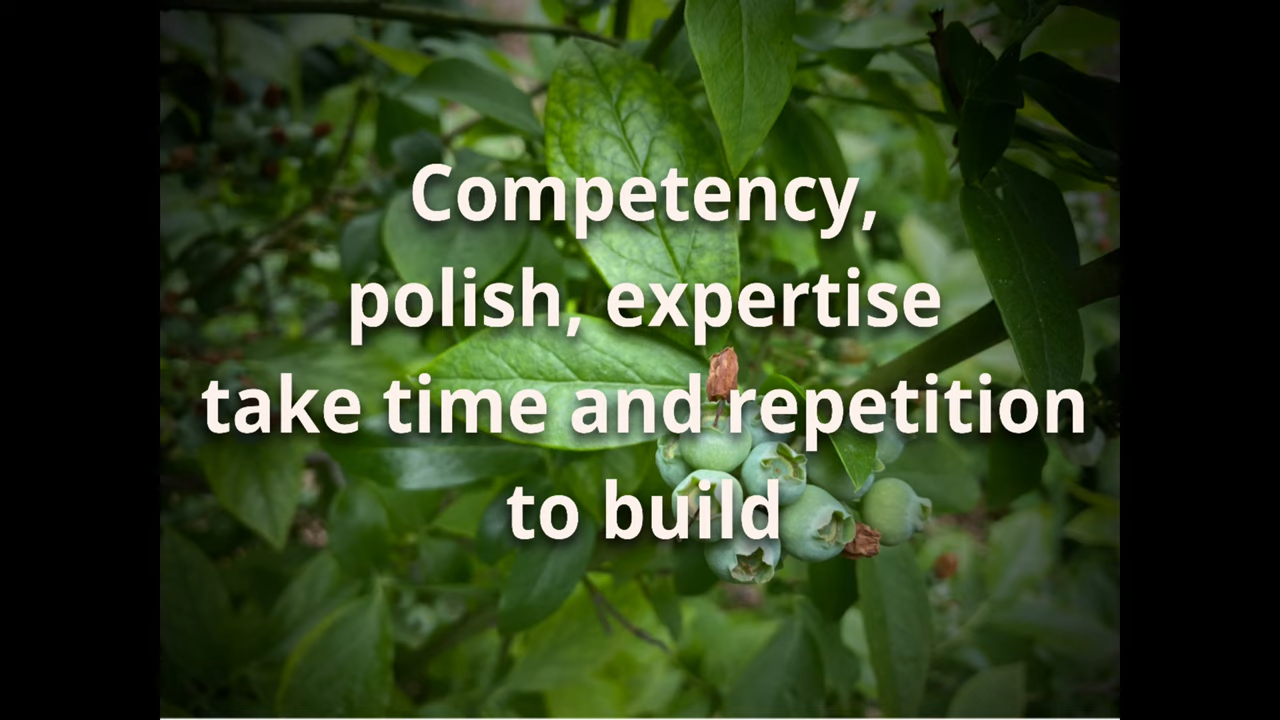 Competency,
polish, expertise
take time and repetition
to build